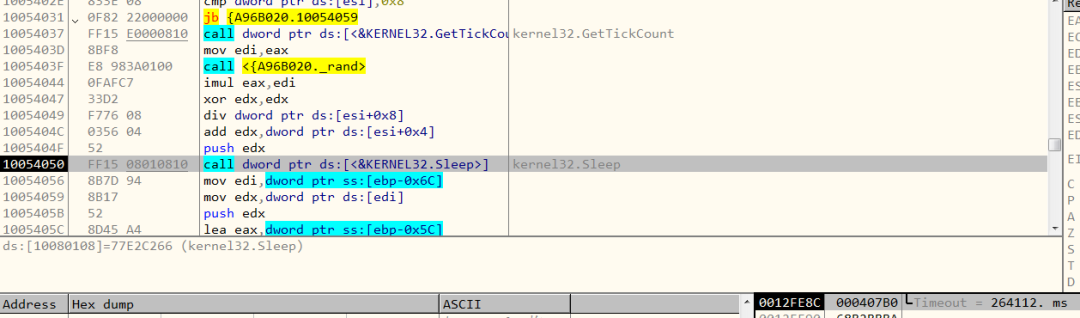 1005402E 833E 08 cmp dword ptr ds:[esi],0x8
10054031 0F82 22000000 jb {A96B020.10054059
10054037 FF15 E0000810 call dword ptr ds:[<&KERNEL32.GetTickCou kernel32.GetTickCount
1005403D 8BF8 mov edi,eax
1005403F E8 983A0100 call <{A96B020._rand>
10054044 0FAFC7 imul eax,edi
10054047 33D2 xor edx,edx
10054049 F776 08 div dword ptr ds:[esi+0x8]
1005404C 0356 04 add edx,dword ptr ds:[esi+0x4]
1005404F 52 push edx
10054050 FF15 08010810 call dword ptr ds:[<&KERNEL32.Sleep>] kernel32.Sleep
10054056 8B7D 94 mov edi,dword ptr ss:[ebp-0x6C]
10054059 8B17 mov edx,dword ptr ds:[edi]
1005405B 52 push edx
1005405C 8D45 A4 lea eax,dword ptr ss:[ebp-0x5C]
ds:[10080108]=77E2C266 (kernel32.Sleep)
Address Hex dump ASCII
0012FE8C 000407B0 Timeout = 264112. ms
Re
EA
EC
ED
EE
ES
EE
ES
ED
EI
C
P
A
Z
S
T
D